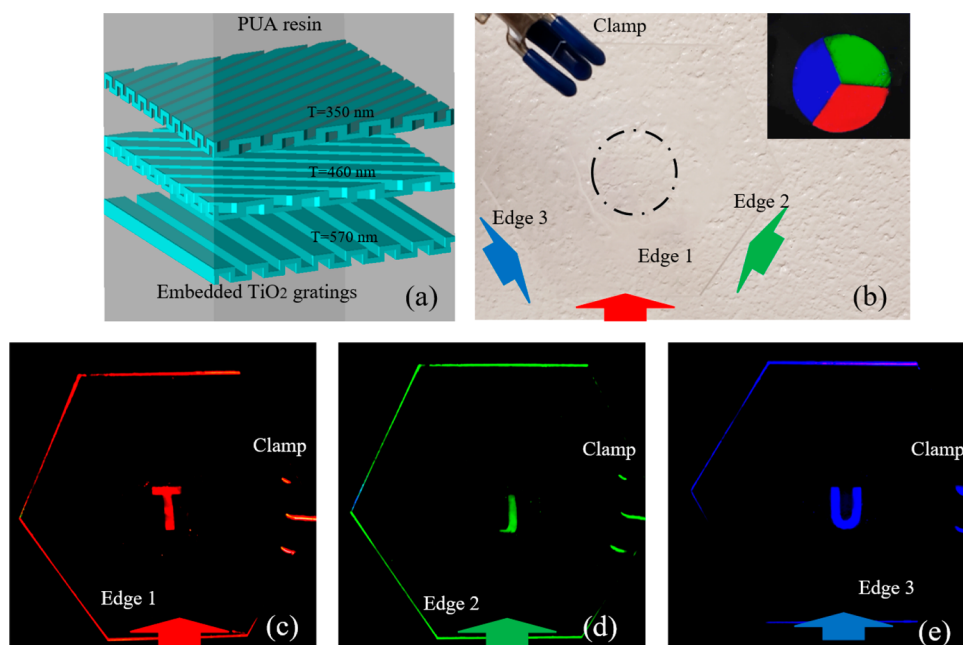 PUA resin
T=350 nm
T=460 nm
T=570 nm
Embedded TiO2 gratings
(a)
Clamp
Edge 3
Edge 2
Edge 1
(b)
Clamp
T
Edge 1
(c)
Clamp
J
Edge 2
(d)
Clamp
U
Edge 3
(e)